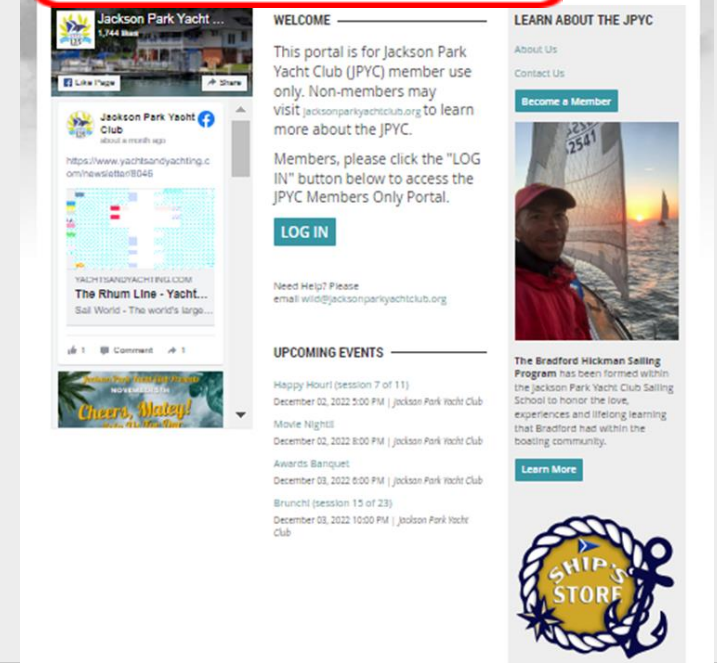 Jackson Park Yacht ...
1,744 likes
Like Page
Share
Jackson Park Yacht
Club
about a month ago
https://www.yachtsandyachting.c
om/newsletter/8046
YACHTSANDYACHTING.COM
The Rhum Line - Yacht...
Sail World - The world's large...
1
Comment
1
Jackson Park Yacht Club
NOVEMBER 5TH
Cheers, Matey!
WELCOME
This portal is for Jackson Park
Yacht Club (JPYC) member use
only. Non-members may
visit jacksonparkyachtclub.org to learn
more about the JPYC.
Members, please click the "LOG
IN" button below to access the
JPYC Members Only Portal.
LOG IN
Need Help? Please
email wild@jacksonparkyachtclub.org
UPCOMING EVENTS
Happy Hour! (session 7 of 11)
December 02, 2022 5:00 PM | Jackson Park Yacht Club
Movie Night!!
December 02, 2022 8:00 PM | Jackson Park Yacht Club
Awards Banquet
December 03, 2022 6:00 PM | Jackson Park Yacht Club
Brunch! (session 15 of 23)
December 03, 2022 10:00 PM | Jackson Park Yacht
Club
LEARN ABOUT THE JPYC
About Us
Contact Us
Become a Member
2541
The Bradford Hickman Sailing
Program has been formed within
the Jackson Park Yacht Club Sailing
School to honor the love,
experiences and lifelong learning
that Bradford had within the
boating community.
Learn More
SHIP'S
STORE